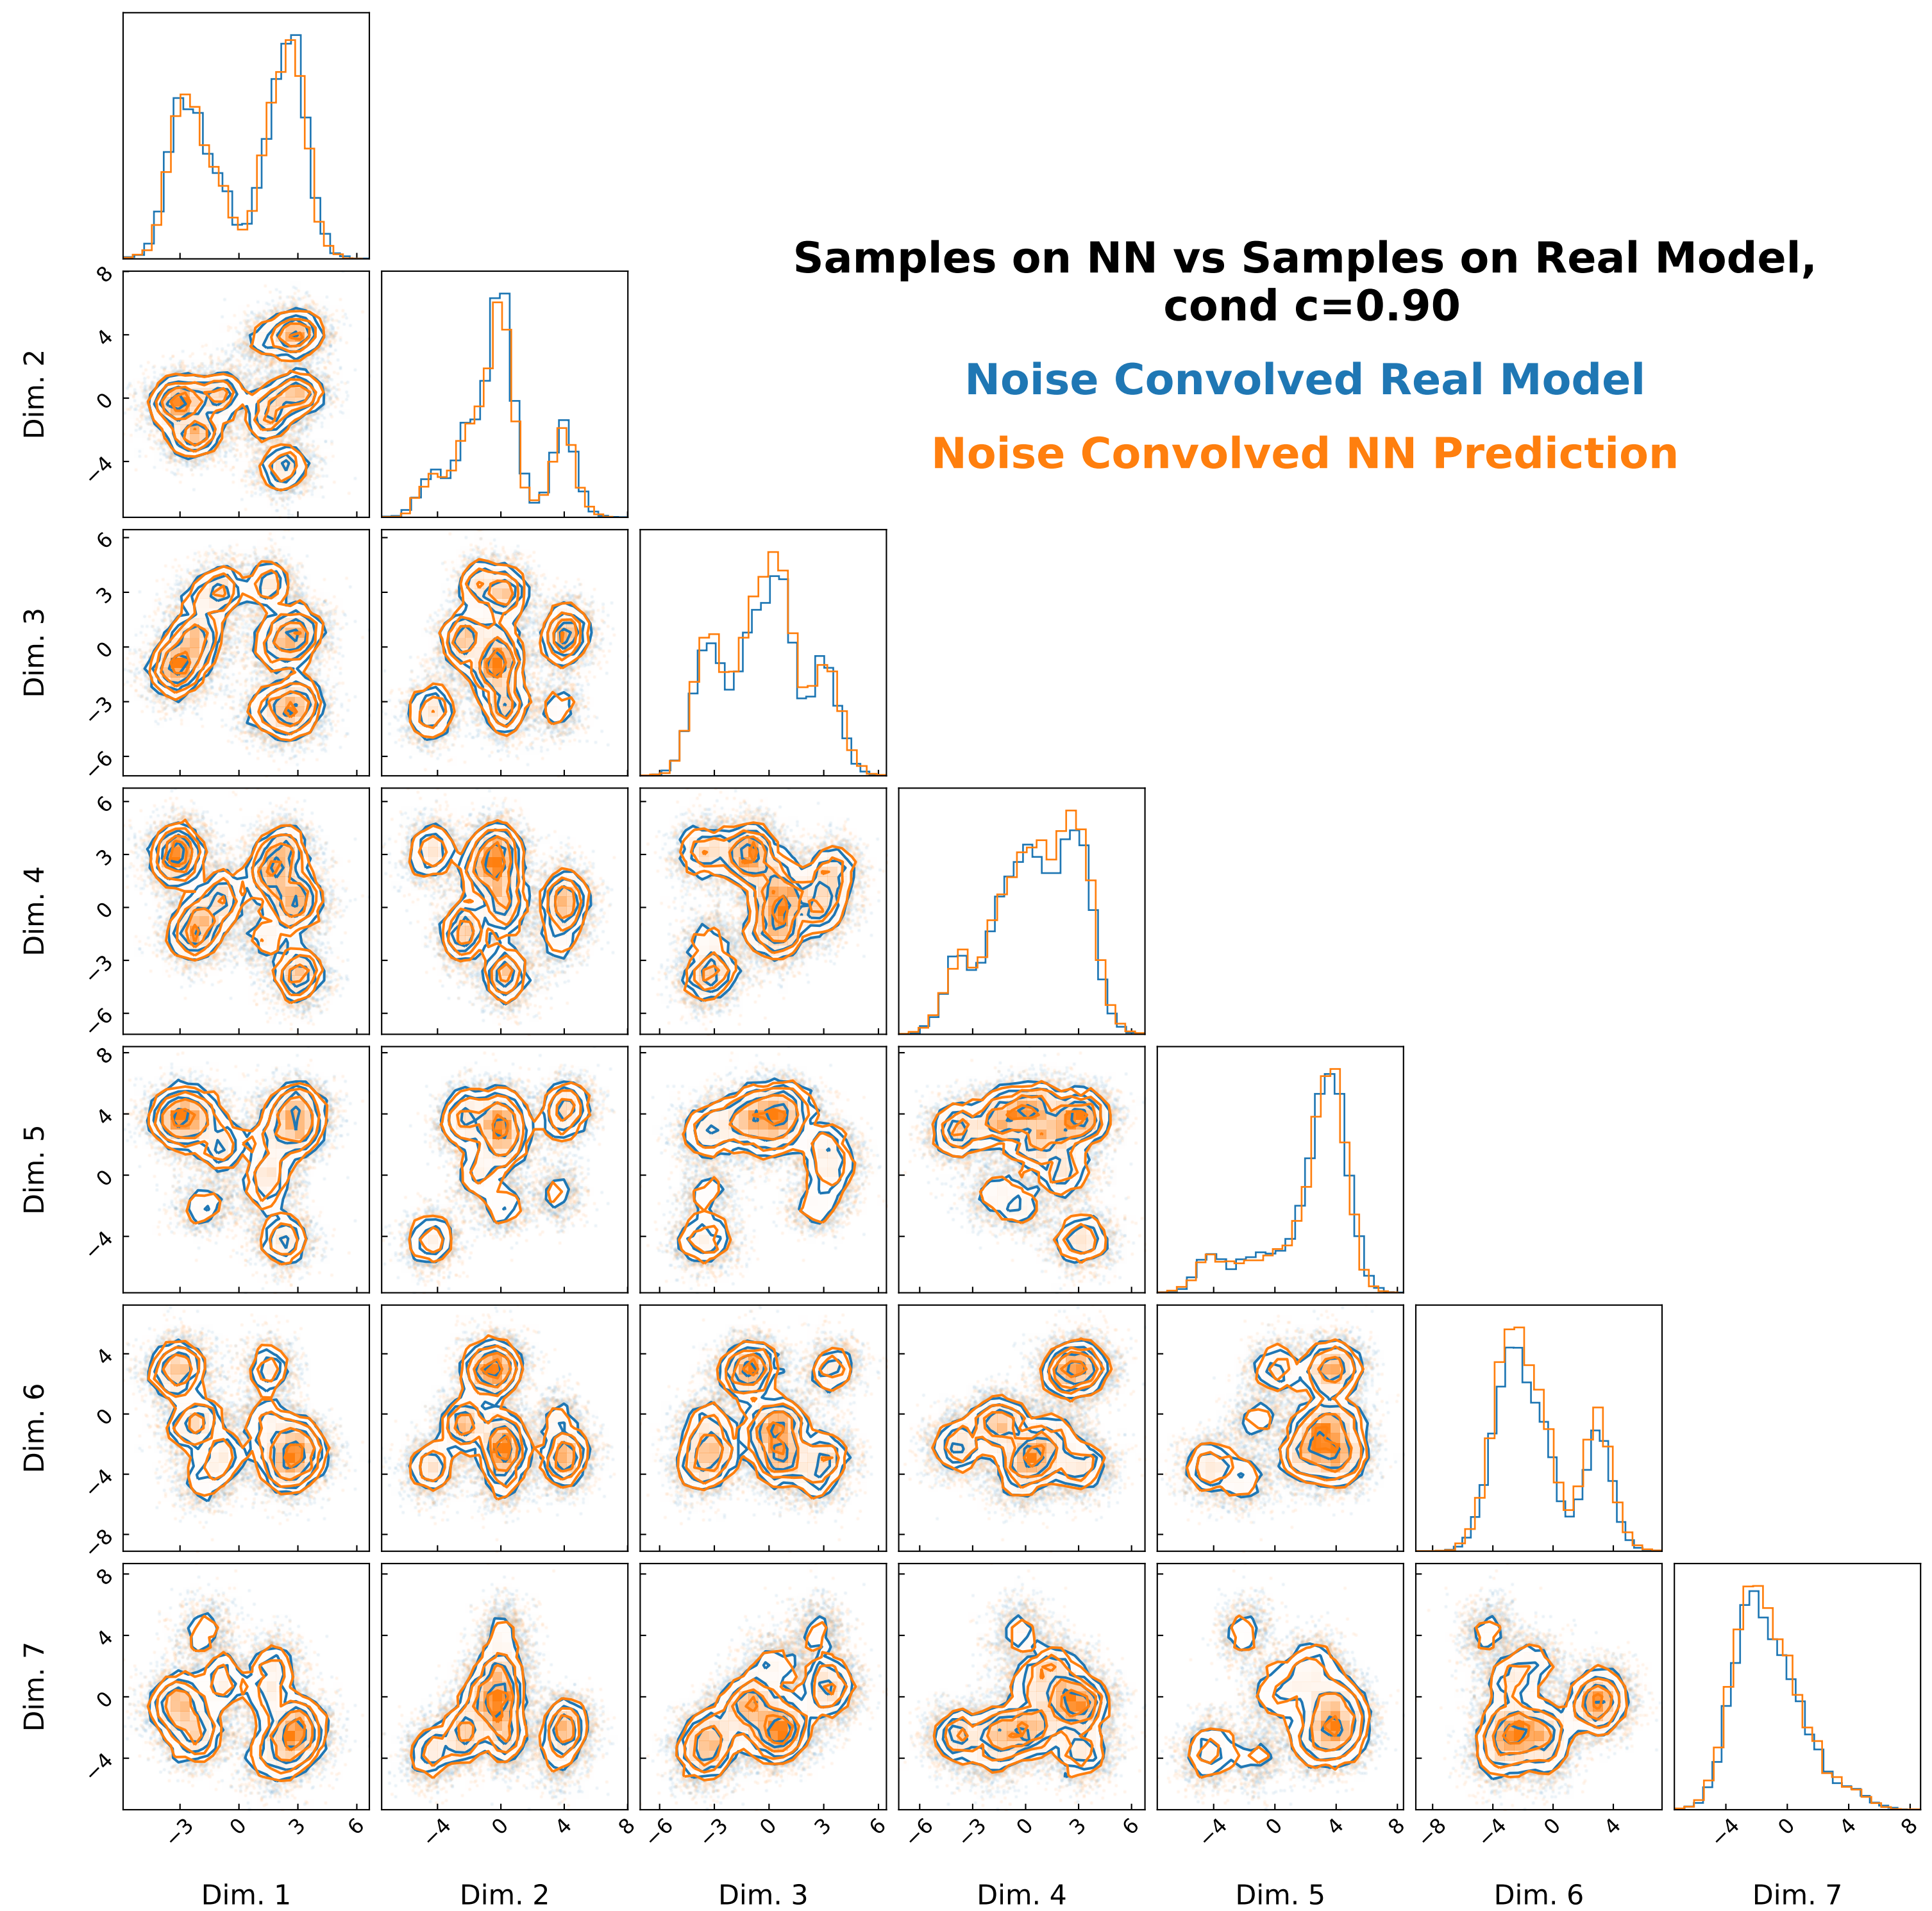 Samples on NN vs Samples on Real Model,
cond c=0.90
Noise Convolved Real Model
Noise Convolved NN Prediction
8
4
0
−4
Dim. 2
6
3
0
−3
−6
Dim. 3
6
3
0
−3
−6
Dim. 4
8
4
0
−4
Dim. 5
4
0
−4
−8
Dim. 6
8
4
0
−4
Dim. 7
−3 0 3 6
−4 0 4 8
−6 −3 0 3 6
−6 −3 0 3 6
−4 0 4 8
−8 −4 0 4
−4 0 4 8
Dim. 1 Dim. 2 Dim. 3 Dim. 4 Dim. 5 Dim. 6 Dim. 7